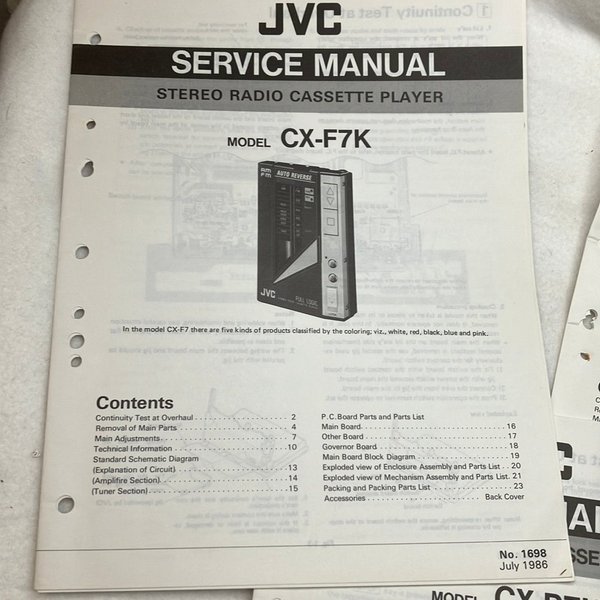 JVC
SERVICE MANUAL
STEREO RADIO CASSETTE PLAYER
MODEL CX-F7K
AM
FM
AUTO REVERSE
JVC
FULL LOGIC
In the model CX-F7 there are five kinds of products classified by the coloring; viz., white, red, black, blue and pink.
Contents
Continuity Test at Overhaul 2
Removal of Main Parts 4
Main Adjustments 7
Technical Information 10
Standard Schematic Diagram
(Explanation of Circuit) 13
(Amplifire Section) 14
(Tuner Section) 15
P.C.Board Parts and Parts List
Main Board 16
Other Board 17
Governor Board 18
Main Board Block Diagram 19
Exploded view of Enclosure Assembly and Parts List 20
Exploded view of Mechanism Assembly and Parts List 21
Packing and Packing Parts List 23
Accessories Back Cover
No. 1698
July 1986
MODEL